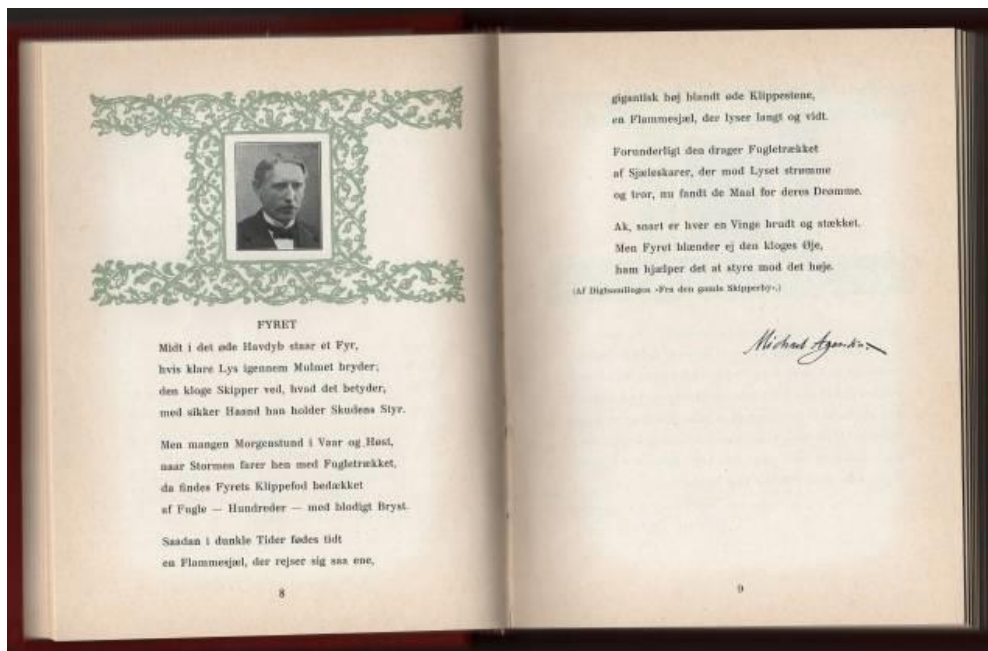 FYRET
Midt i det øde Havdyb staar et Fyr,
hvis klare Lys igennem Mulmet bryder;
den kloge Skipper ved, hvad det betyder,
med sikker Haand han holder Skudens Styr.
Men mangen Morgenstund i Vaar og Høst,
naar Stormen farer hen med Fugletrækket,
da findes Fyrets Klippefod bedækket
af Fugle — Hundreder — med blodigt Bryst.
Saadan i dunkle Tider fødes tidt
en Flammesjæl, der rejser sig saa ene,
8
gigantisk høj blandt øde Klippestene,
en Flammesjæl, der lyser langt og vidt.
Forunderligt den drager Fugletrækket
af Sjæleskarer, der mod Lyset strømme
og tror, nu fandt de Maal for deres Drømme.
Ak, snart er hver en Vinge brudt og stækket.
Men Fyret blænder ej den kloges Øje,
ham hjælper det at styre mod det høje.
(Af Digtsamlingen »Fra den gamle Skipperby«.)
Michael
9